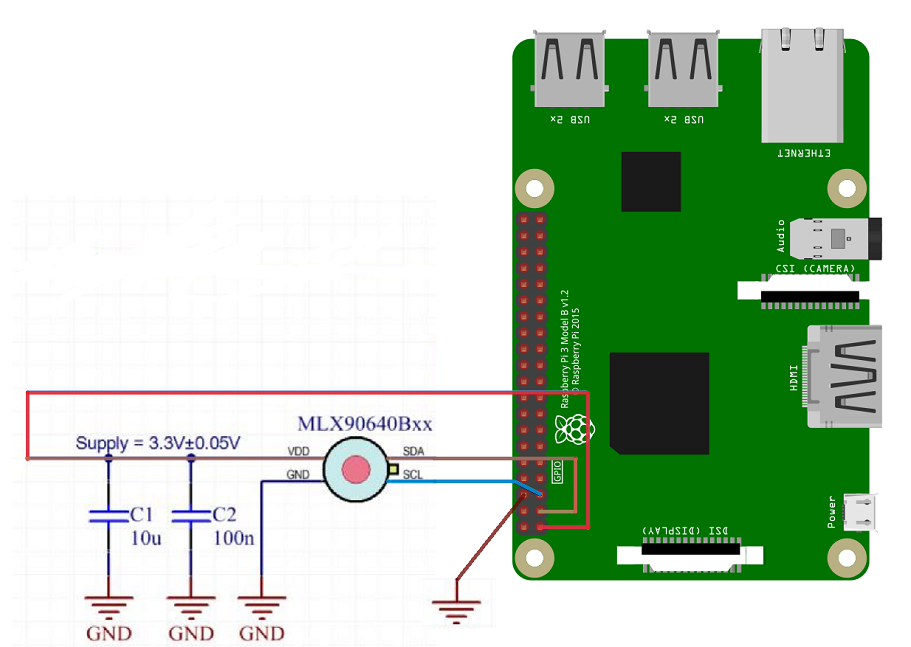 USB 2x
USB 2x
ETHERNET
Audio
CSI (CAMERA)
Raspberry Pi 3 Model B v1.2
Raspberry Pi 2015
HDMI
MLX90640Bxx
Supply = 3.3V±0.05V
VDD
SDA
GND
SCL
GPIO
C1
10u
C2
100n
Power
DSI (DISPLAY)
GND
GND
GND